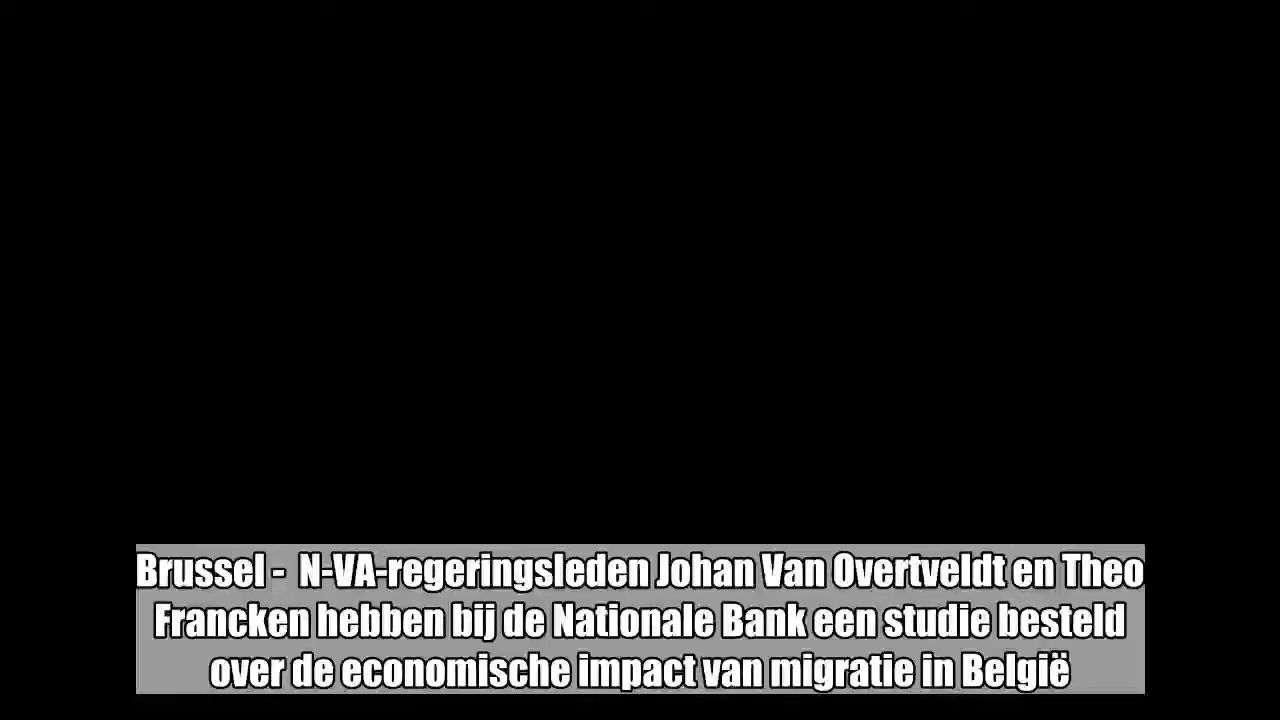 Brussel -  N-VA-regeringsleden Johan Van Overtveldt en Theo
Francken hebben bij de Nationale Bank een studie besteld
over de economische impact van migratie in België